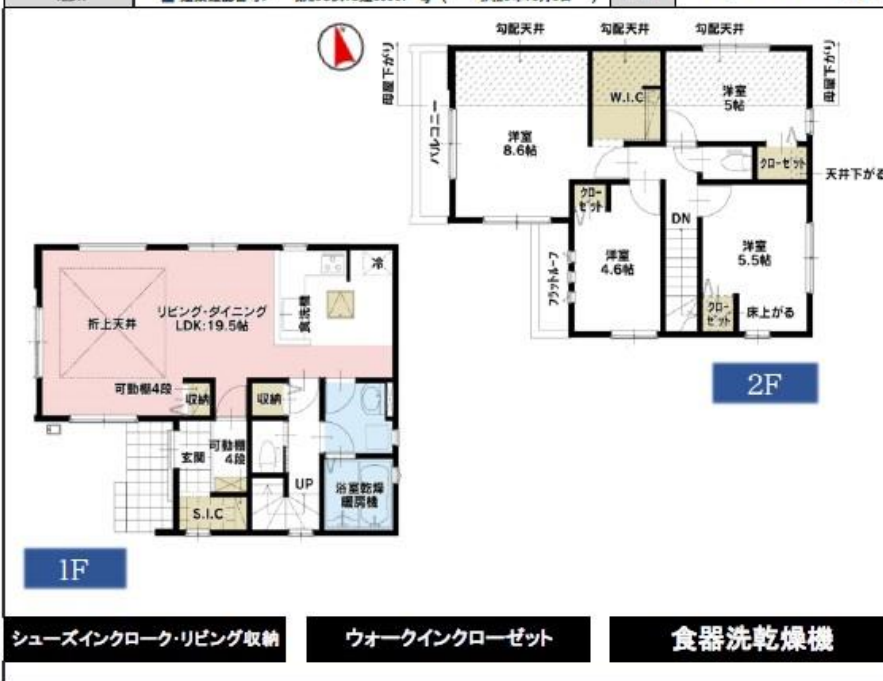 勾配天井
勾配天井
勾配天井
母屋下がり
母屋下がり
バルコニー
洋室
8.6帖
W.I.C
洋室
5帖
クローゼット
天井下がる
クローゼット
DN
洋室
4.6帖
洋室
5.5帖
フラットルーフ
クローゼット
床上がる
2F
冷
折上天井
リビング・ダイニング
LDK:19.5帖
食洗機
可動棚4段
収納
収納
玄関
可動棚
4段
UP
浴室乾燥
暖房機
S.I.C
1F
シューズインクローク・リビング収納
ウォークインクローゼット
食器洗乾燥機